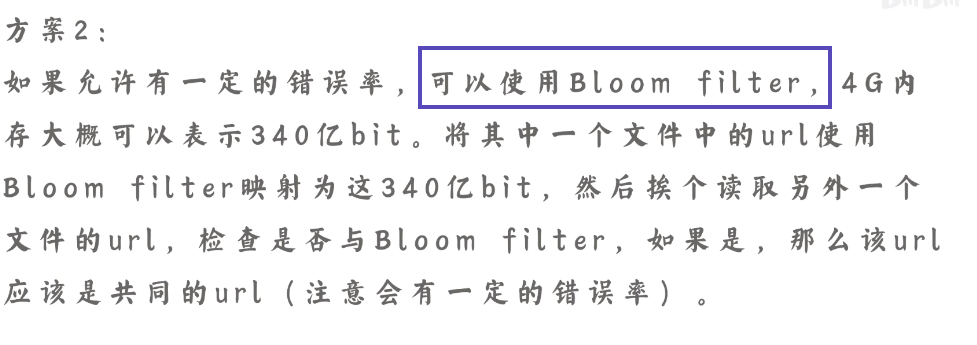 方案2：
如果允许有一定的错误率，可以使用Bloom filter，4G内
存大概可以表示340亿bit。将其中一个文件中的url使用
Bloom filter映射为这340亿bit，然后挨个读取另外一个
文件的url，检查是否与Bloom filter，如果是，那么该url
应该是共同的url（注意会有一定的错误率）。